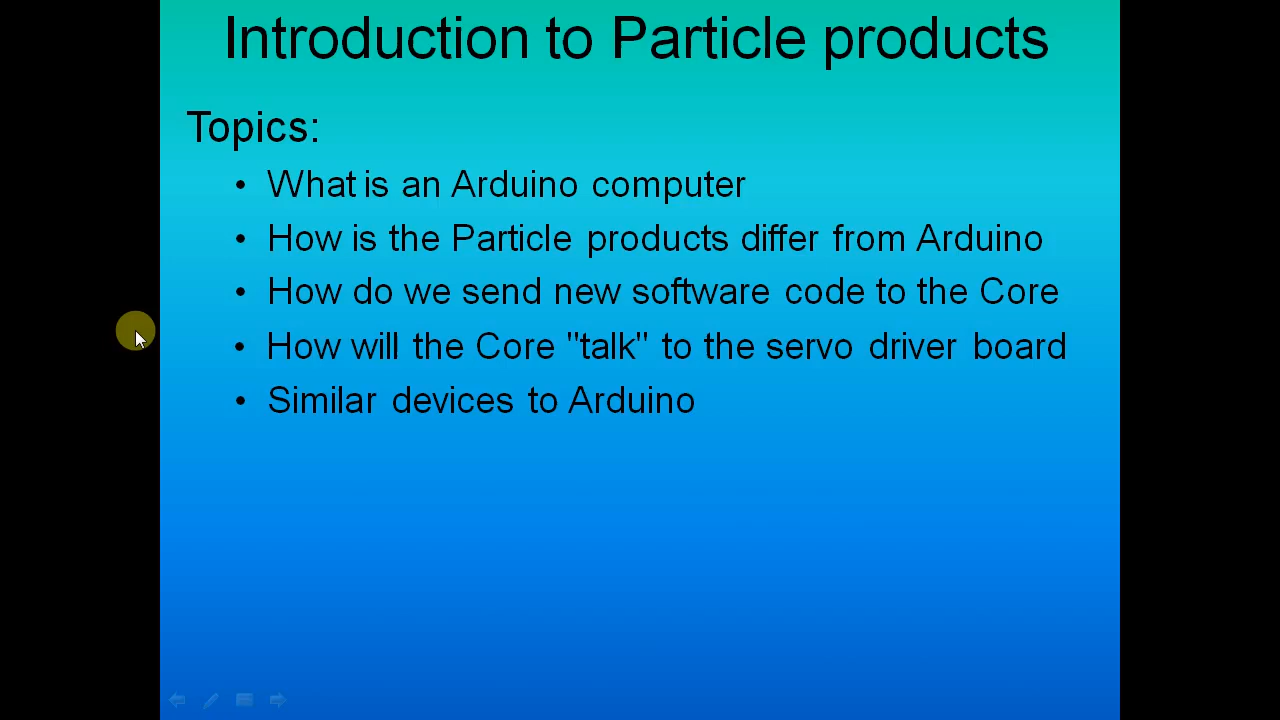 Introduction to Particle products
Topics:
• What is an Arduino computer
• How is the Particle products differ from Arduino
• How do we send new software code to the Core
• How will the Core "talk" to the servo driver board
• Similar devices to Arduino